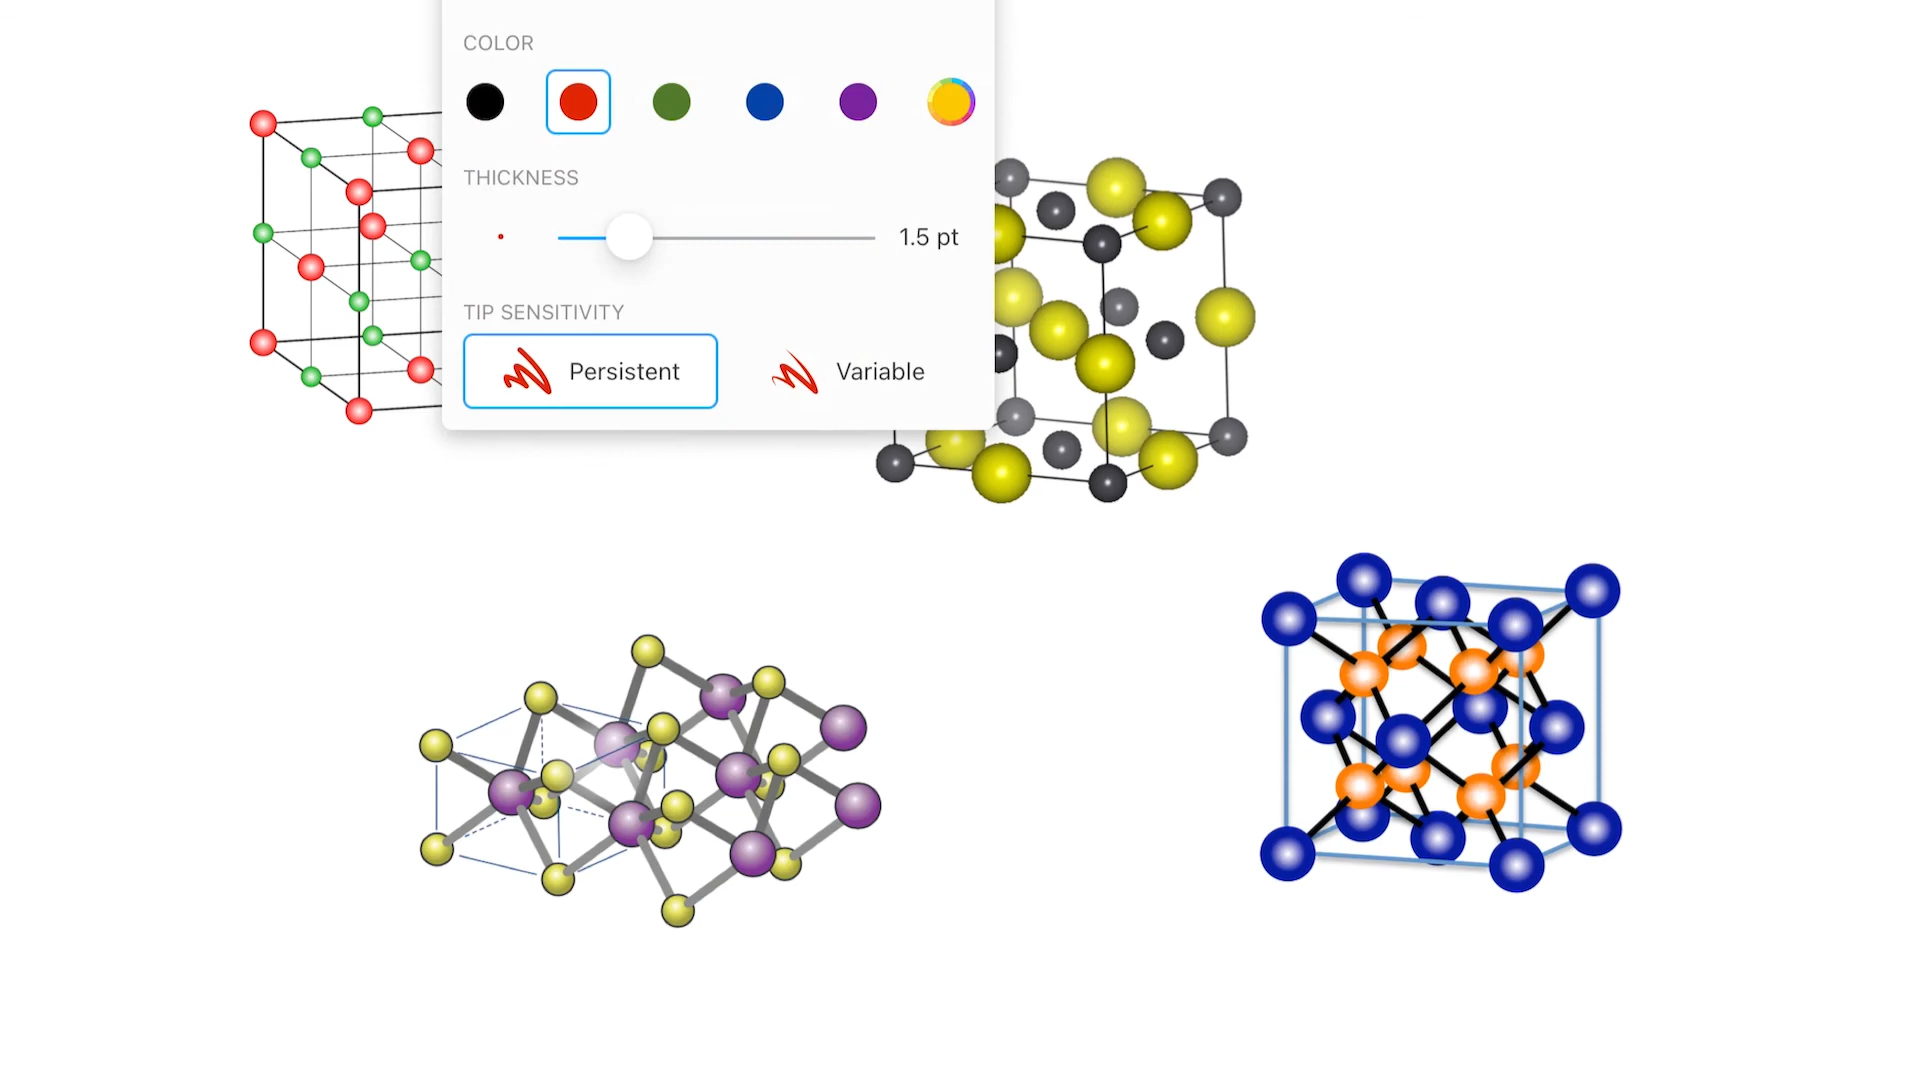 COLOR
THICKNESS
1.5 pt
TIP SENSITIVITY
Persistent
Variable